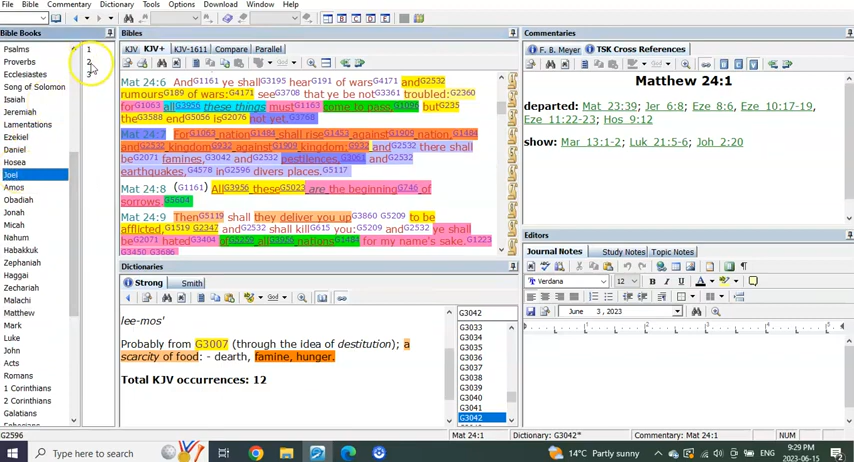 File Bible Commentary Dictionary Tools Options Download Window Help
Bible Books
Psalms
Proverbs
Ecclesiastes
Song of Solomon
Isaiah
Jeremiah
Lamentations
Ezekiel
Daniel
Hosea
Joel
Amos
Obadiah
Jonah
Micah
Nahum
Habakkuk
Zephaniah
Haggai
Zechariah
Malachi
Matthew
Mark
Luke
John
Acts
Romans
1 Corinthians
2 Corinthians
Galatians
Ephesians
1
2
3
Bibles
KJV KJV+ KJV-1611 Compare Parallel
Mat 24:6 And G1161 ye shall G3195 hear G191 of wars G4171 and G2532
rumours G189 of wars: G4171 see G3708 that ye be not G3361 troubled: G2360
for G1063 all G3956 these things must G1163 come to pass, G1096 but G235
the G3588 end G5056 is G2076 not yet. G3768
Mat 24:7 For G1063 nation G1484 shall rise G1453 against G1909 nation, G1484
and G2532 kingdom G932 against G1909 kingdom: G932 and G2532 there shall
be G2071 famines, G3042 and G2532 pestilences, G3061 and G2532
earthquakes, G4578 in G2596 divers places. G5117
Mat 24:8 (G1161) All G3956 these G5023 are the beginning G746 of
sorrows. G5604
Mat 24:9 Then G5119 shall they deliver you up G3860 G5209 to be
afflicted, G1519 G2347 and G2532 shall kill G615 you: G5209 and G2532 ye shall
be G2071 hated G3404 of G5259 all G3956 nations G1484 for my name's sake. G1223
G3450 G3686
Dictionaries
Strong Smith
lee-mos'
Probably from G3007 (through the idea of destitution); a
scarcity of food: - dearth, famine, hunger.
Total KJV occurrences: 12
G3042
G3033
G3034
G3035
G3036
G3037
G3038
G3039
G3040
G3041
G3042
Commentaries
F. B. Meyer TSK Cross References
Matthew 24:1
departed: Mat 23:39; Jer 6:8; Eze 8:6, Eze 10:17-19,
Eze 11:22-23; Hos 9:12
show: Mar 13:1-2; Luk 21:5-6; Joh 2:20
Editors
Journal Notes Study Notes Topic Notes
Verdana 12 B I U A
June 3, 2023
1 2 3 4 5
G2596 Mat 24:1 Dictionary: G3042* Commentary: Mat 24:1
Type here to search
14°C Partly sunny ENG 9:29 PM
2023-06-15
2